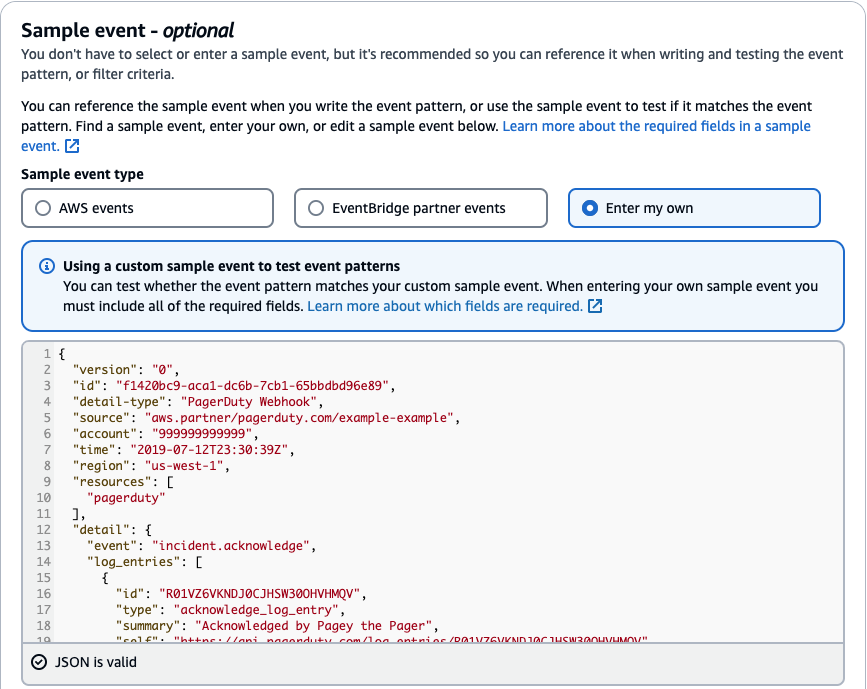 Sample event - optional
You don't have to select or enter a sample event, but it's recommended so you can reference it when writing and testing the event
pattern, or filter criteria.
You can reference the sample event when you write the event pattern, or use the sample event to test if it matches the event
pattern. Find a sample event, enter your own, or edit a sample event below. Learn more about the required fields in a sample
event.
Sample event type
AWS events
EventBridge partner events
Enter my own
Using a custom sample event to test event patterns
You can test whether the event pattern matches your custom sample event. When entering your own sample event you
must include all of the required fields. Learn more about which fields are required.
1 {
2 "version": "0",
3 "id": "f1420bc9-aca1-dc6b-7cb1-65bbdbd96e89",
4 "detail-type": "PagerDuty Webhook",
5 "source": "aws.partner/pagerduty.com/example-example",
6 "account": "999999999999",
7 "time": "2019-07-12T23:30:39Z",
8 "region": "us-west-1",
9 "resources": [
10 "pagerduty"
11 ],
12 "detail": {
13 "event": "incident.acknowledge",
14 "log_entries": [
15 {
16 "id": "R01VZ6VKNDJ0CJHSW30OHVHMQV",
17 "type": "acknowledge_log_entry",
18 "summary": "Acknowledged by Pagey the Pager",
19 "self": "https://api.pagerduty.com/log_entries/R01VZ6VKNDJ0CJHSW30OHVHMQV"
JSON is valid